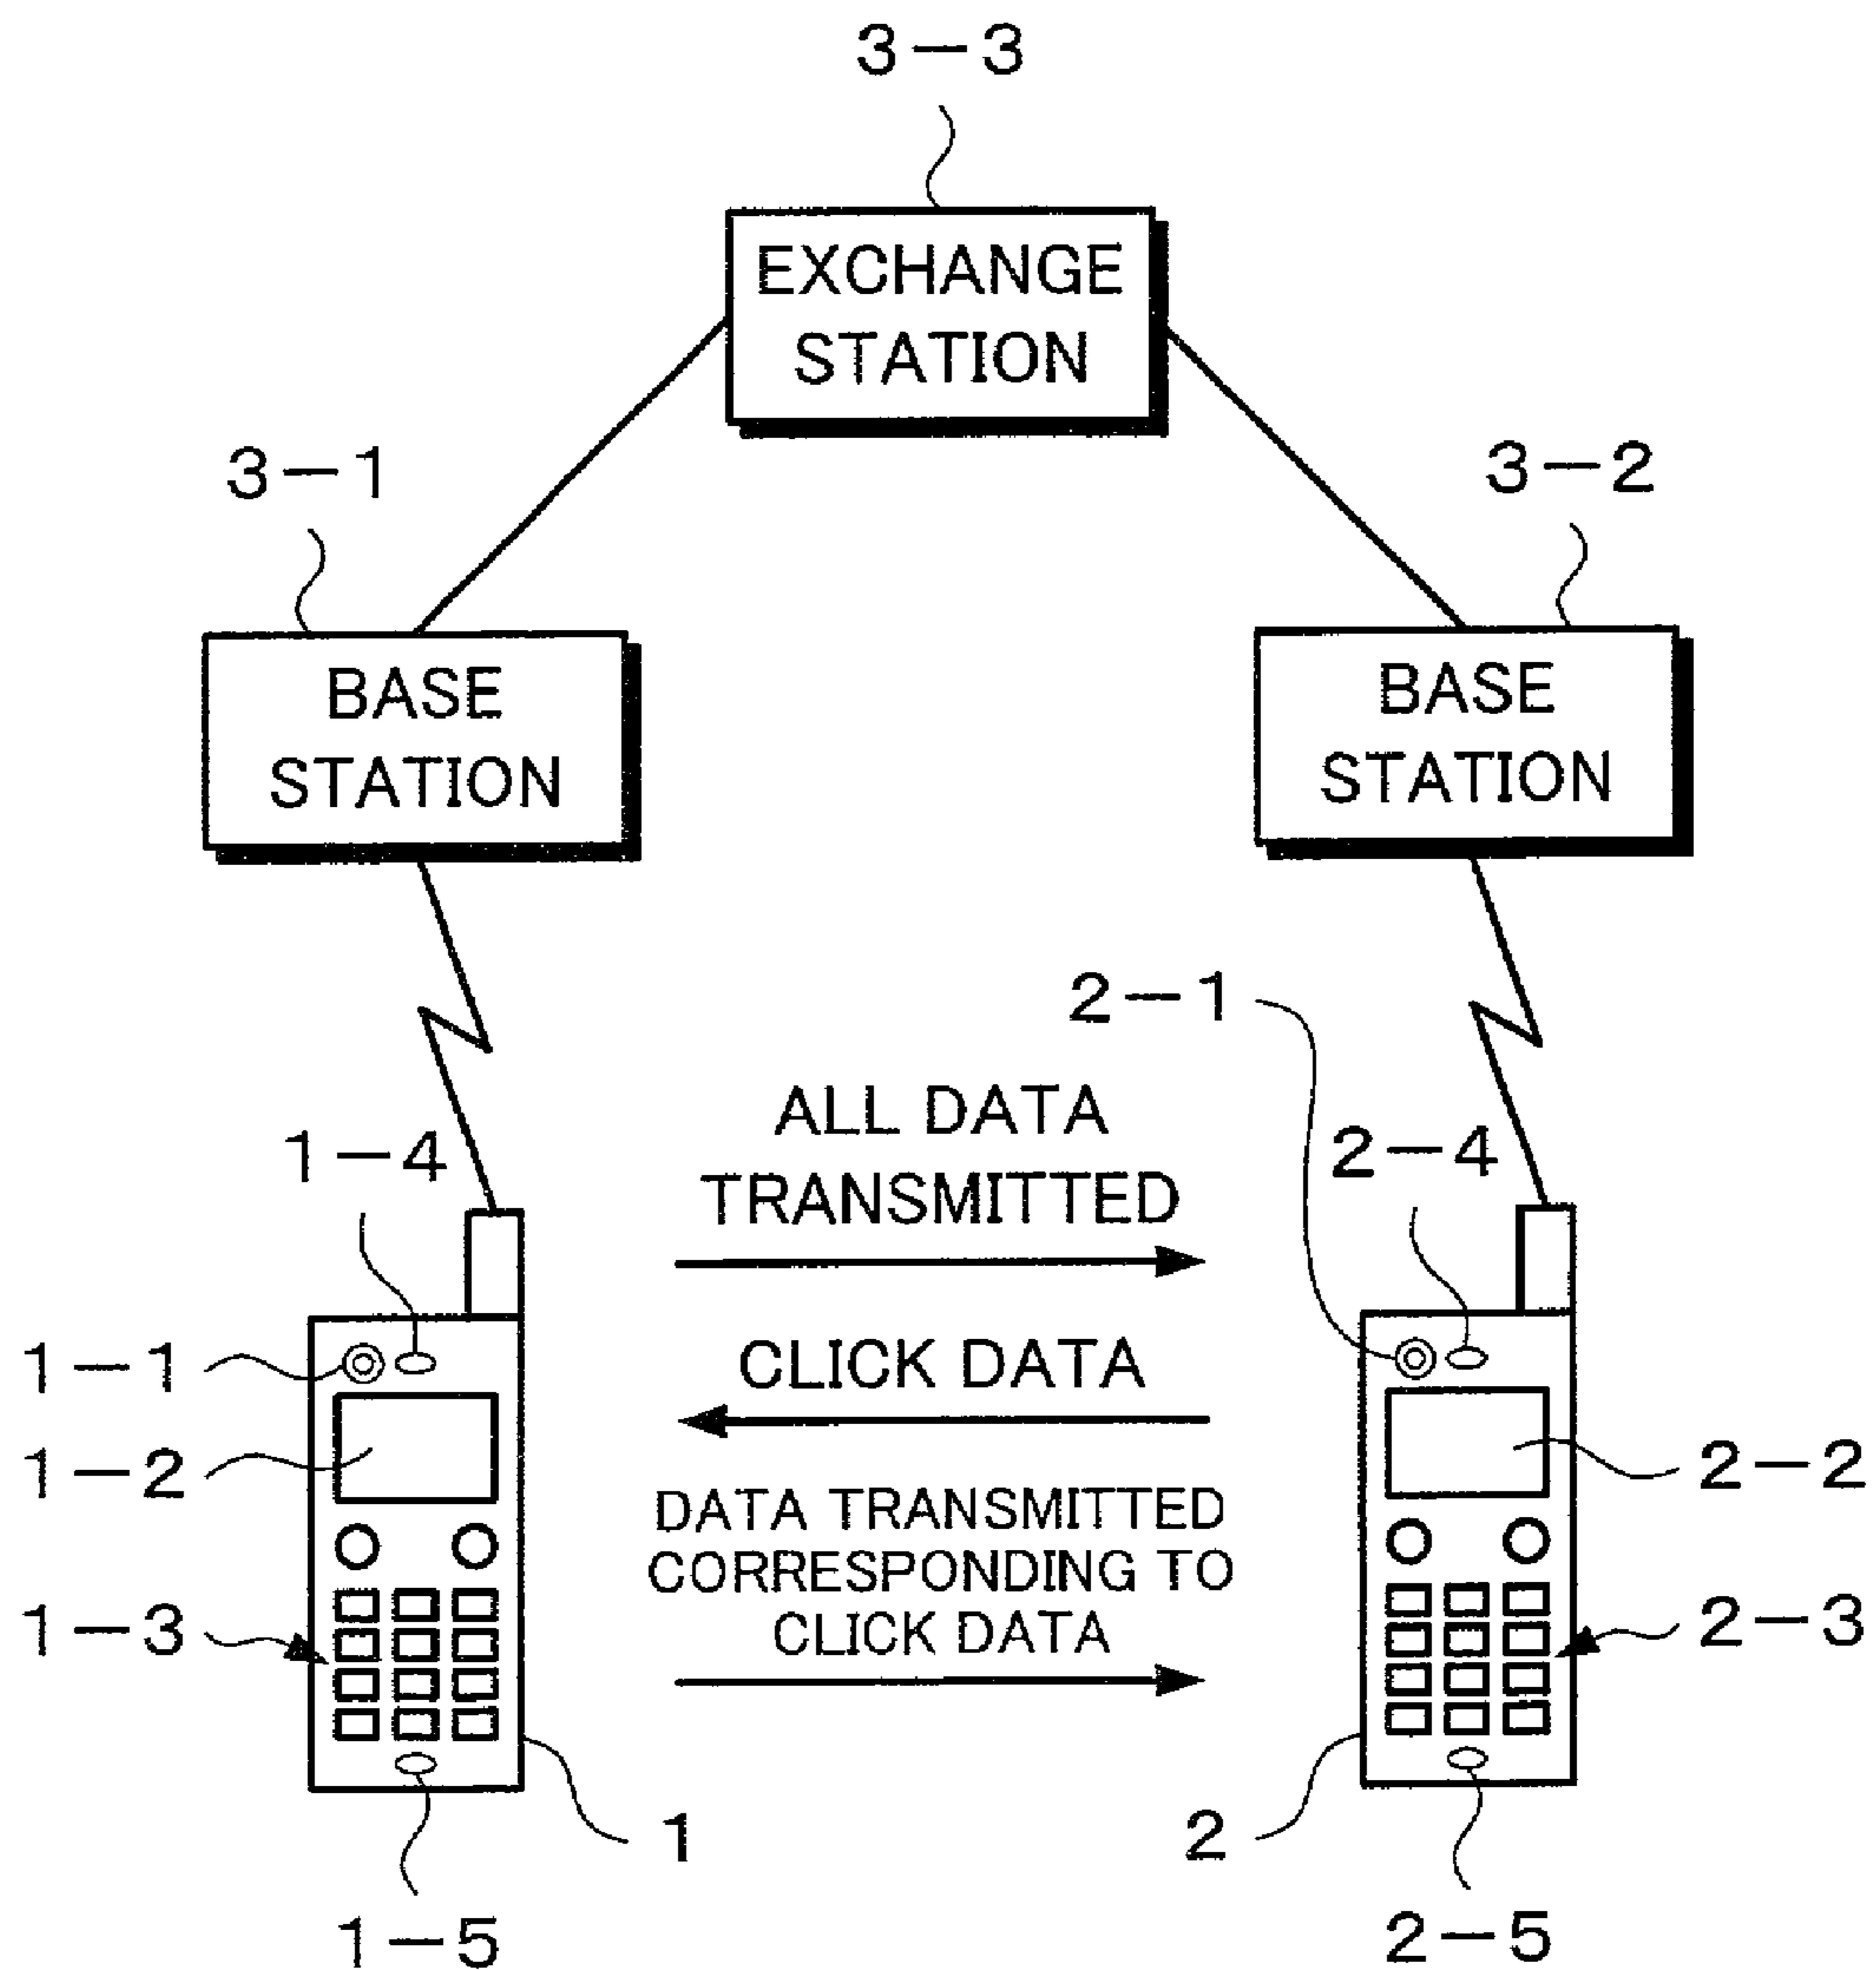 3-3
EXCHANGE
STATION
3-1
3-2
BASE
STATION
BASE
STATION
2-1
ALL DATA
TRANSMITTED
1-4
2-4
1-1
CLICK DATA
1-2
2-2
DATA TRANSMITTED
CORRESPONDING TO
CLICK DATA
1-3
2-3
1
2
1-5
2-5